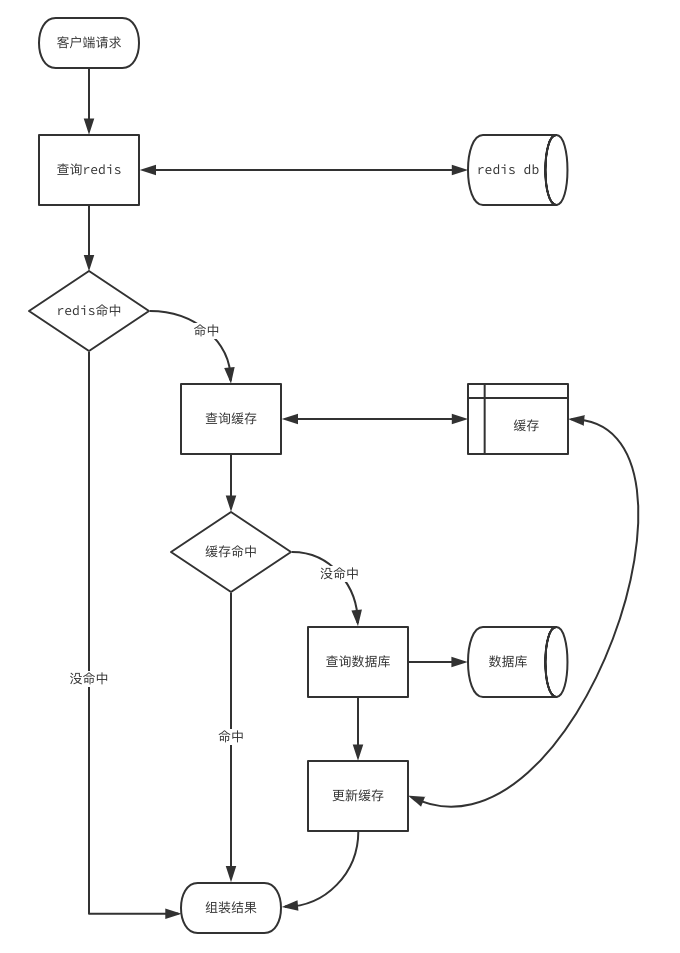 客户端请求
查询redis
redis db
redis命中
命中
查询缓存
缓存
缓存命中
没命中
查询数据库
数据库
没命中
命中
更新缓存
组装结果